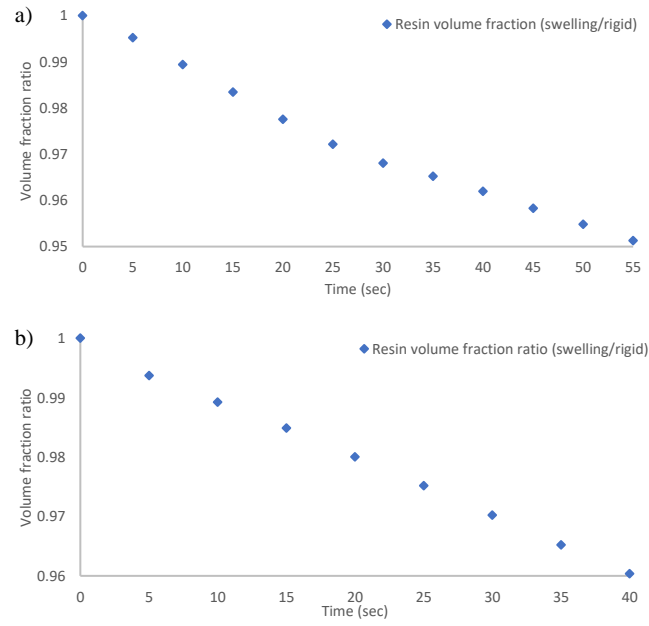 a)
Resin volume fraction (swelling/rigid)
Volume fraction ratio
1
0.99
0.98
0.97
0.96
0.95
0 5 10 15 20 25 30 35 40 45 50 55
Time (sec)
b)
Resin volume fraction ratio (swelling/rigid)
Volume fraction ratio
1
0.99
0.98
0.97
0.96
0 5 10 15 20 25 30 35 40
Time (sec)